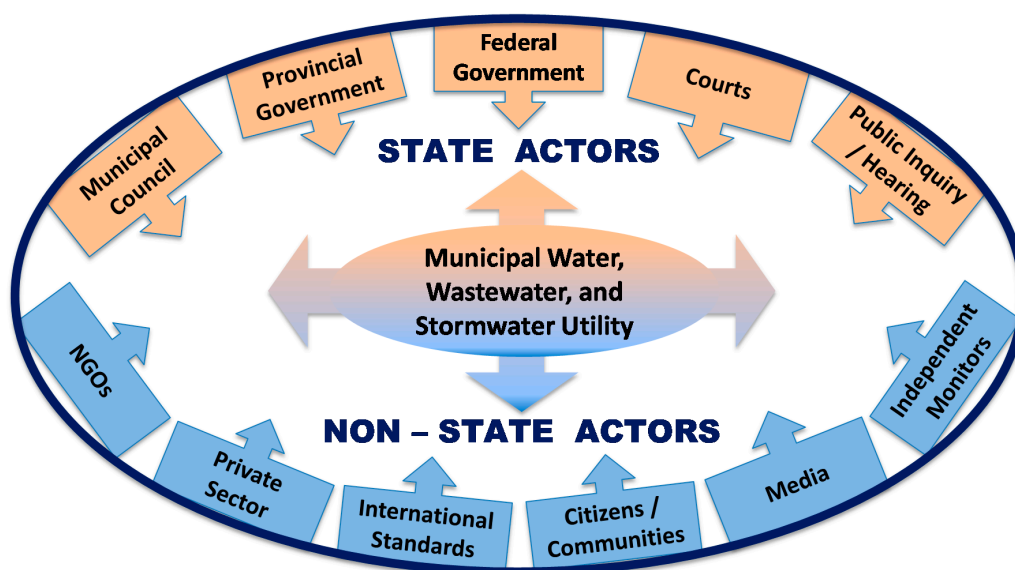 Federal
Government
Provincial
Government
Courts
Municipal
Council
Public Inquiry
/ Hearing
STATE ACTORS
Municipal Water,
Wastewater, and
Stormwater Utility
NON – STATE ACTORS
NGOs
Private
Sector
International
Standards
Citizens /
Communities
Media
Independent
Monitors